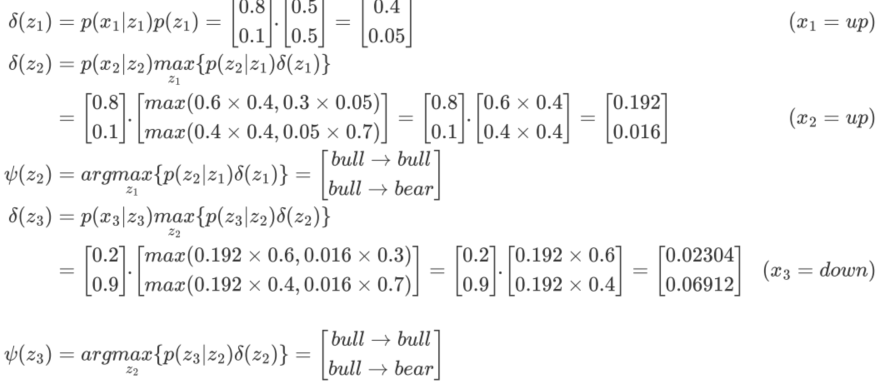 δ(z₁) = p(x₁|z₁)p(z₁) = [0.8; 0.1] · [0.5; 0.5] = [0.4; 0.05] (x₁ = up)
δ(z₂) = p(x₂|z₂)max_{z₁}{p(z₂|z₁)δ(z₁)}
= [0.8; 0.1] · [max(0.6 × 0.4, 0.3 × 0.05); max(0.4 × 0.4, 0.05 × 0.7)] = [0.8; 0.1] · [0.6 × 0.4; 0.4 × 0.4] = [0.192; 0.016] (x₂ = up)
ψ(z₂) = argmax_{z₁}{p(z₂|z₁)δ(z₁)} = [bull → bull; bull → bear]
δ(z₃) = p(x₃|z₃)max_{z₂}{p(z₃|z₂)δ(z₂)}
= [0.2; 0.9] · [max(0.192 × 0.6, 0.016 × 0.3); max(0.192 × 0.4, 0.016 × 0.7)] = [0.2; 0.9] · [0.192 × 0.6; 0.192 × 0.4] = [0.02304; 0.06912] (x₃ = down)
ψ(z₃) = argmax_{z₂}{p(z₃|z₂)δ(z₂)} = [bull → bull; bull → bear]